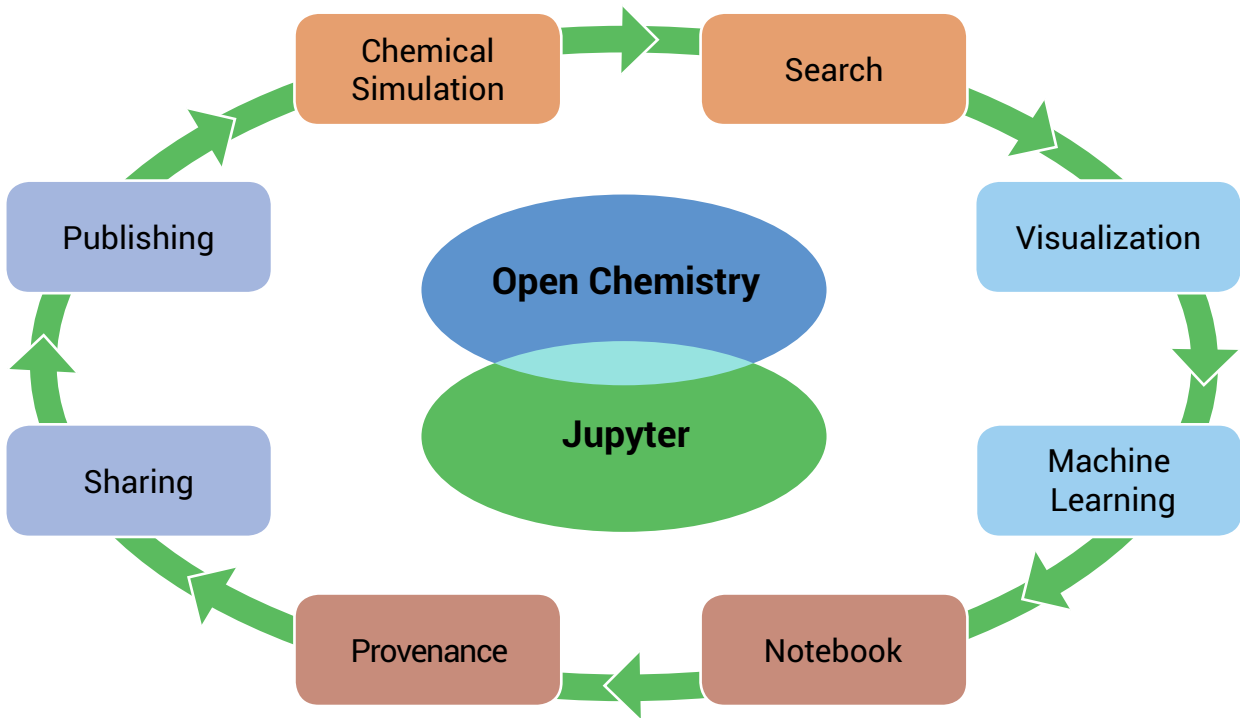 Chemical
Simulation
Search
Publishing
Visualization
Open Chemistry
Jupyter
Sharing
Machine
Learning
Provenance
Notebook